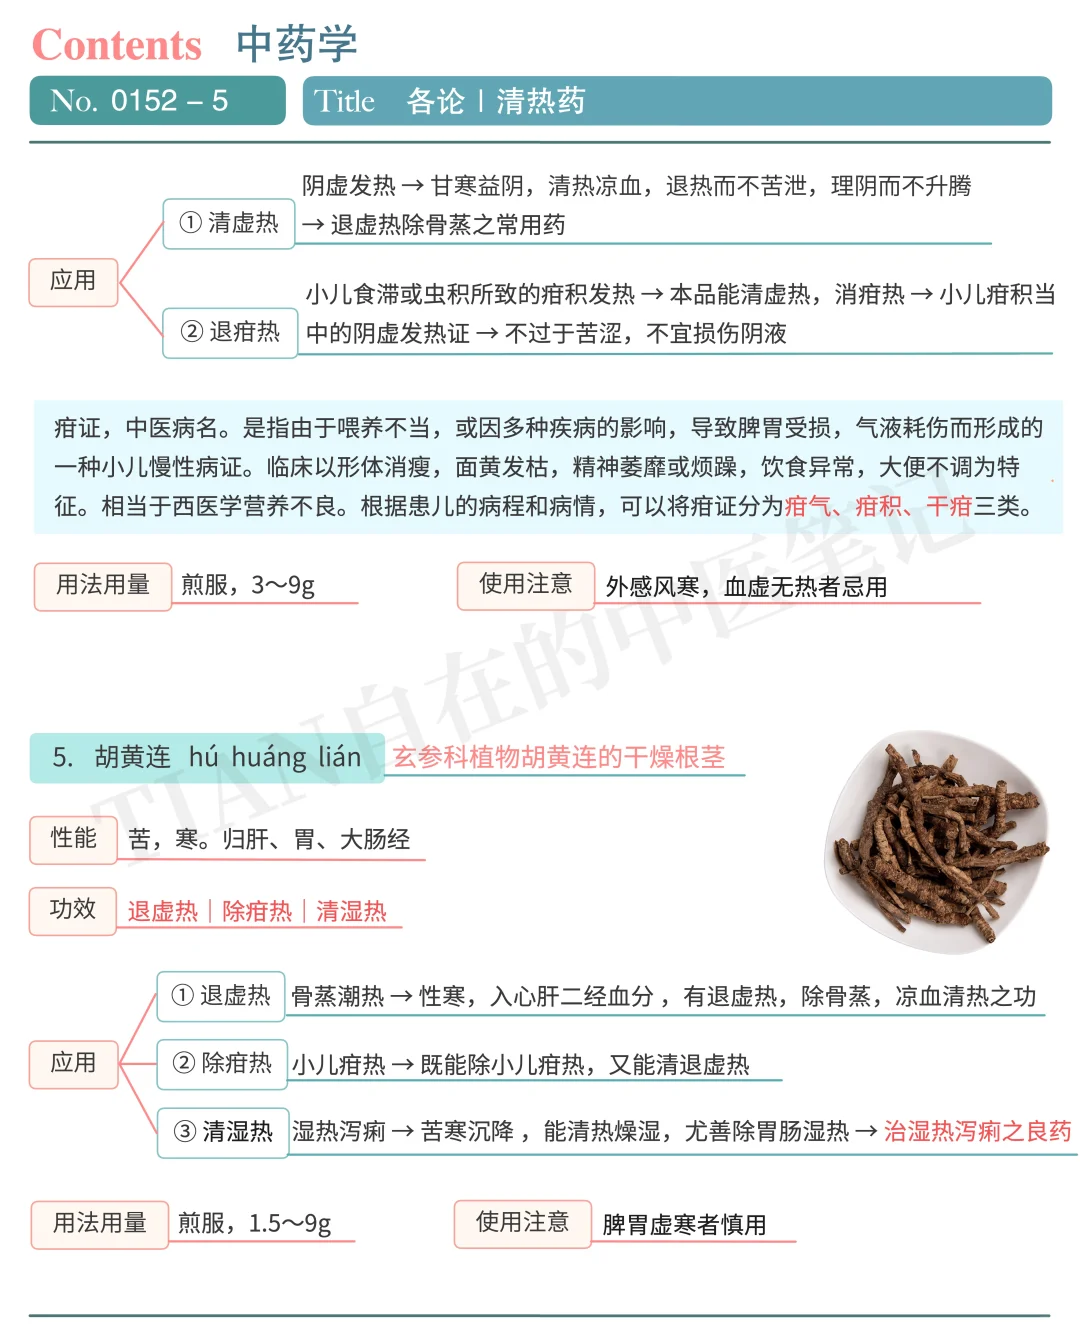 Contents 中药学
No. 0152 – 5
Title 各论｜清热药
阴虚发热 → 甘寒益阴，清热凉血，退热而不苦泄，理阴而不升腾
① 清虚热
→ 退虚热除骨蒸之常用药
应用
小儿食滞或虫积所致的疳积发热 → 本品能清虚热，消疳热 → 小儿疳积当
② 退疳热
中的阴虚发热证 → 不过于苦涩，不宜损伤阴液
疳证，中医病名。是指由于喂养不当，或因多种疾病的影响，导致脾胃受损，气液耗伤而形成的
一种小儿慢性病证。临床以形体消瘦，面黄发枯，精神萎靡或烦躁，饮食异常，大便不调为特
征。相当于西医学营养不良。根据患儿的病程和病情，可以将疳证分为疳气、疳积、干疳三类。
用法用量 煎服，3～9g
使用注意 外感风寒，血虚无热者忌用
TIAN自在的中医笔记
5. 胡黄连 hú huáng lián 玄参科植物胡黄连的干燥根茎
性能 苦，寒。归肝、胃、大肠经
功效 退虚热｜除疳热｜清湿热
① 退虚热 骨蒸潮热 → 性寒，入心肝二经血分，有退虚热，除骨蒸，凉血清热之功
应用
② 除疳热 小儿疳热 → 既能除小儿疳热，又能清退虚热
③ 清湿热 湿热泻痢 → 苦寒沉降，能清热燥湿，尤善除胃肠湿热 → 治湿热泻痢之良药
用法用量 煎服，1.5～9g
使用注意 脾胃虚寒者慎用